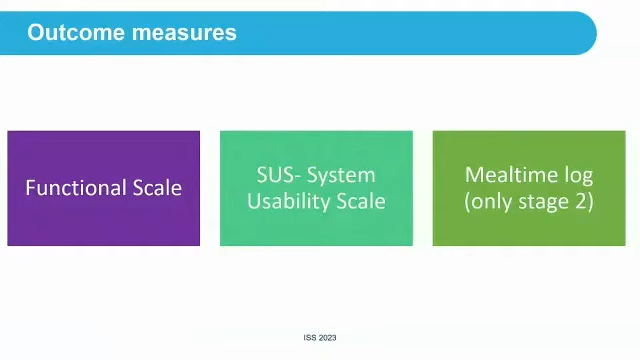 Outcome measures
Functional Scale
SUS- System
Usability Scale
Mealtime log
(only stage 2)
ISS 2023